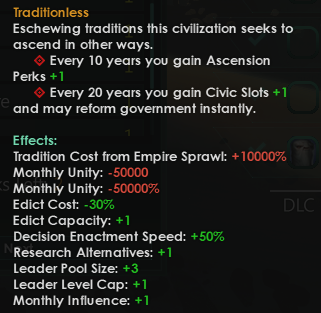 Traditionless
Eschewing traditions this civilization seeks to
ascend in other ways.
Every 10 years you gain Ascension
Perks +1
Every 20 years you gain Civic Slots +1
and may reform government instantly.
Effects:
Tradition Cost from Empire Sprawl: +10000%
Monthly Unity: -50000
Monthly Unity: -50000%
Edict Cost: -30%
Edict Capacity: +1
Decision Enactment Speed: +50%
Research Alternatives: +1
Leader Pool Size: +3
Leader Level Cap: +1
Monthly Influence: +1
DLC